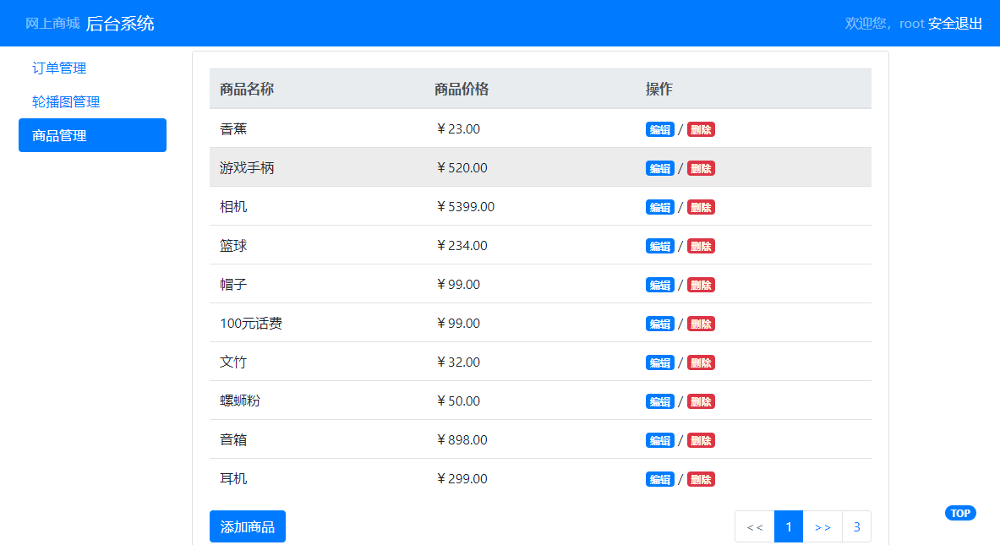 网上商城 后台系统 欢迎您，root 安全退出
订单管理
轮播图管理
商品管理
商品名称 商品价格 操作
香蕉 ￥23.00 编辑 / 删除
游戏手柄 ￥520.00 编辑 / 删除
相机 ￥5399.00 编辑 / 删除
篮球 ￥234.00 编辑 / 删除
帽子 ￥99.00 编辑 / 删除
100元话费 ￥99.00 编辑 / 删除
文竹 ￥32.00 编辑 / 删除
螺蛳粉 ￥50.00 编辑 / 删除
音箱 ￥898.00 编辑 / 删除
耳机 ￥299.00 编辑 / 删除
添加商品 << 1 >> 3
TOP